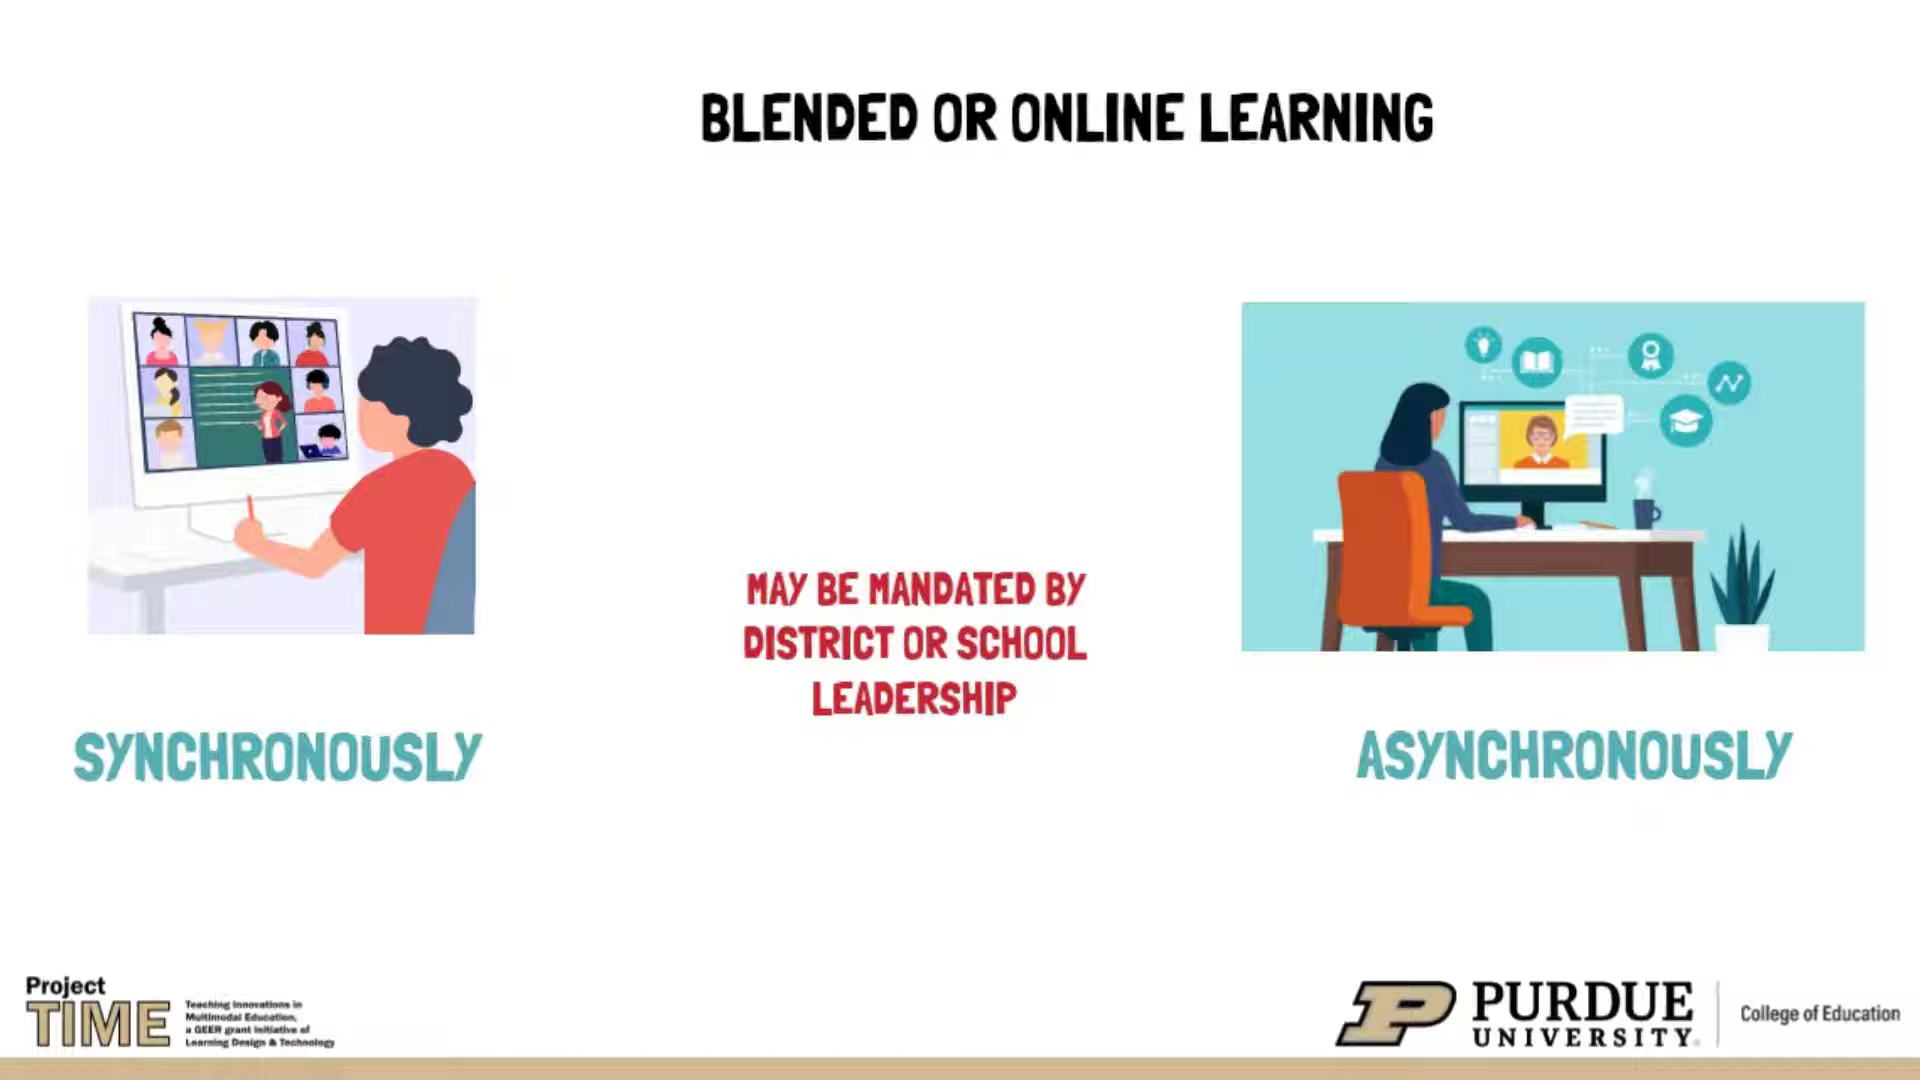 BLENDED OR ONLINE LEARNING
MAY BE MANDATED BY
DISTRICT OR SCHOOL
LEADERSHIP
SYNCHRONOUSLY
ASYNCHRONOUSLY
Project
TIME
Teaching Innovations in
Multimodal Education,
a GEER grant initiative of
Learning Design & Technology
P
PURDUE
UNIVERSITY®
College of Education